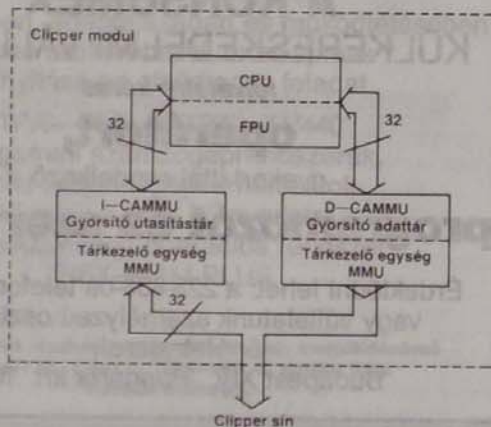 Clipper modul
CPU
FPU
32
32
I—CAMMU
Gyorsító utasítástár
Tárkezelő egység
MMU
D—CAMMU
Gyorsító adattár
Tárkezelő egység
MMU
32
Clipper sín